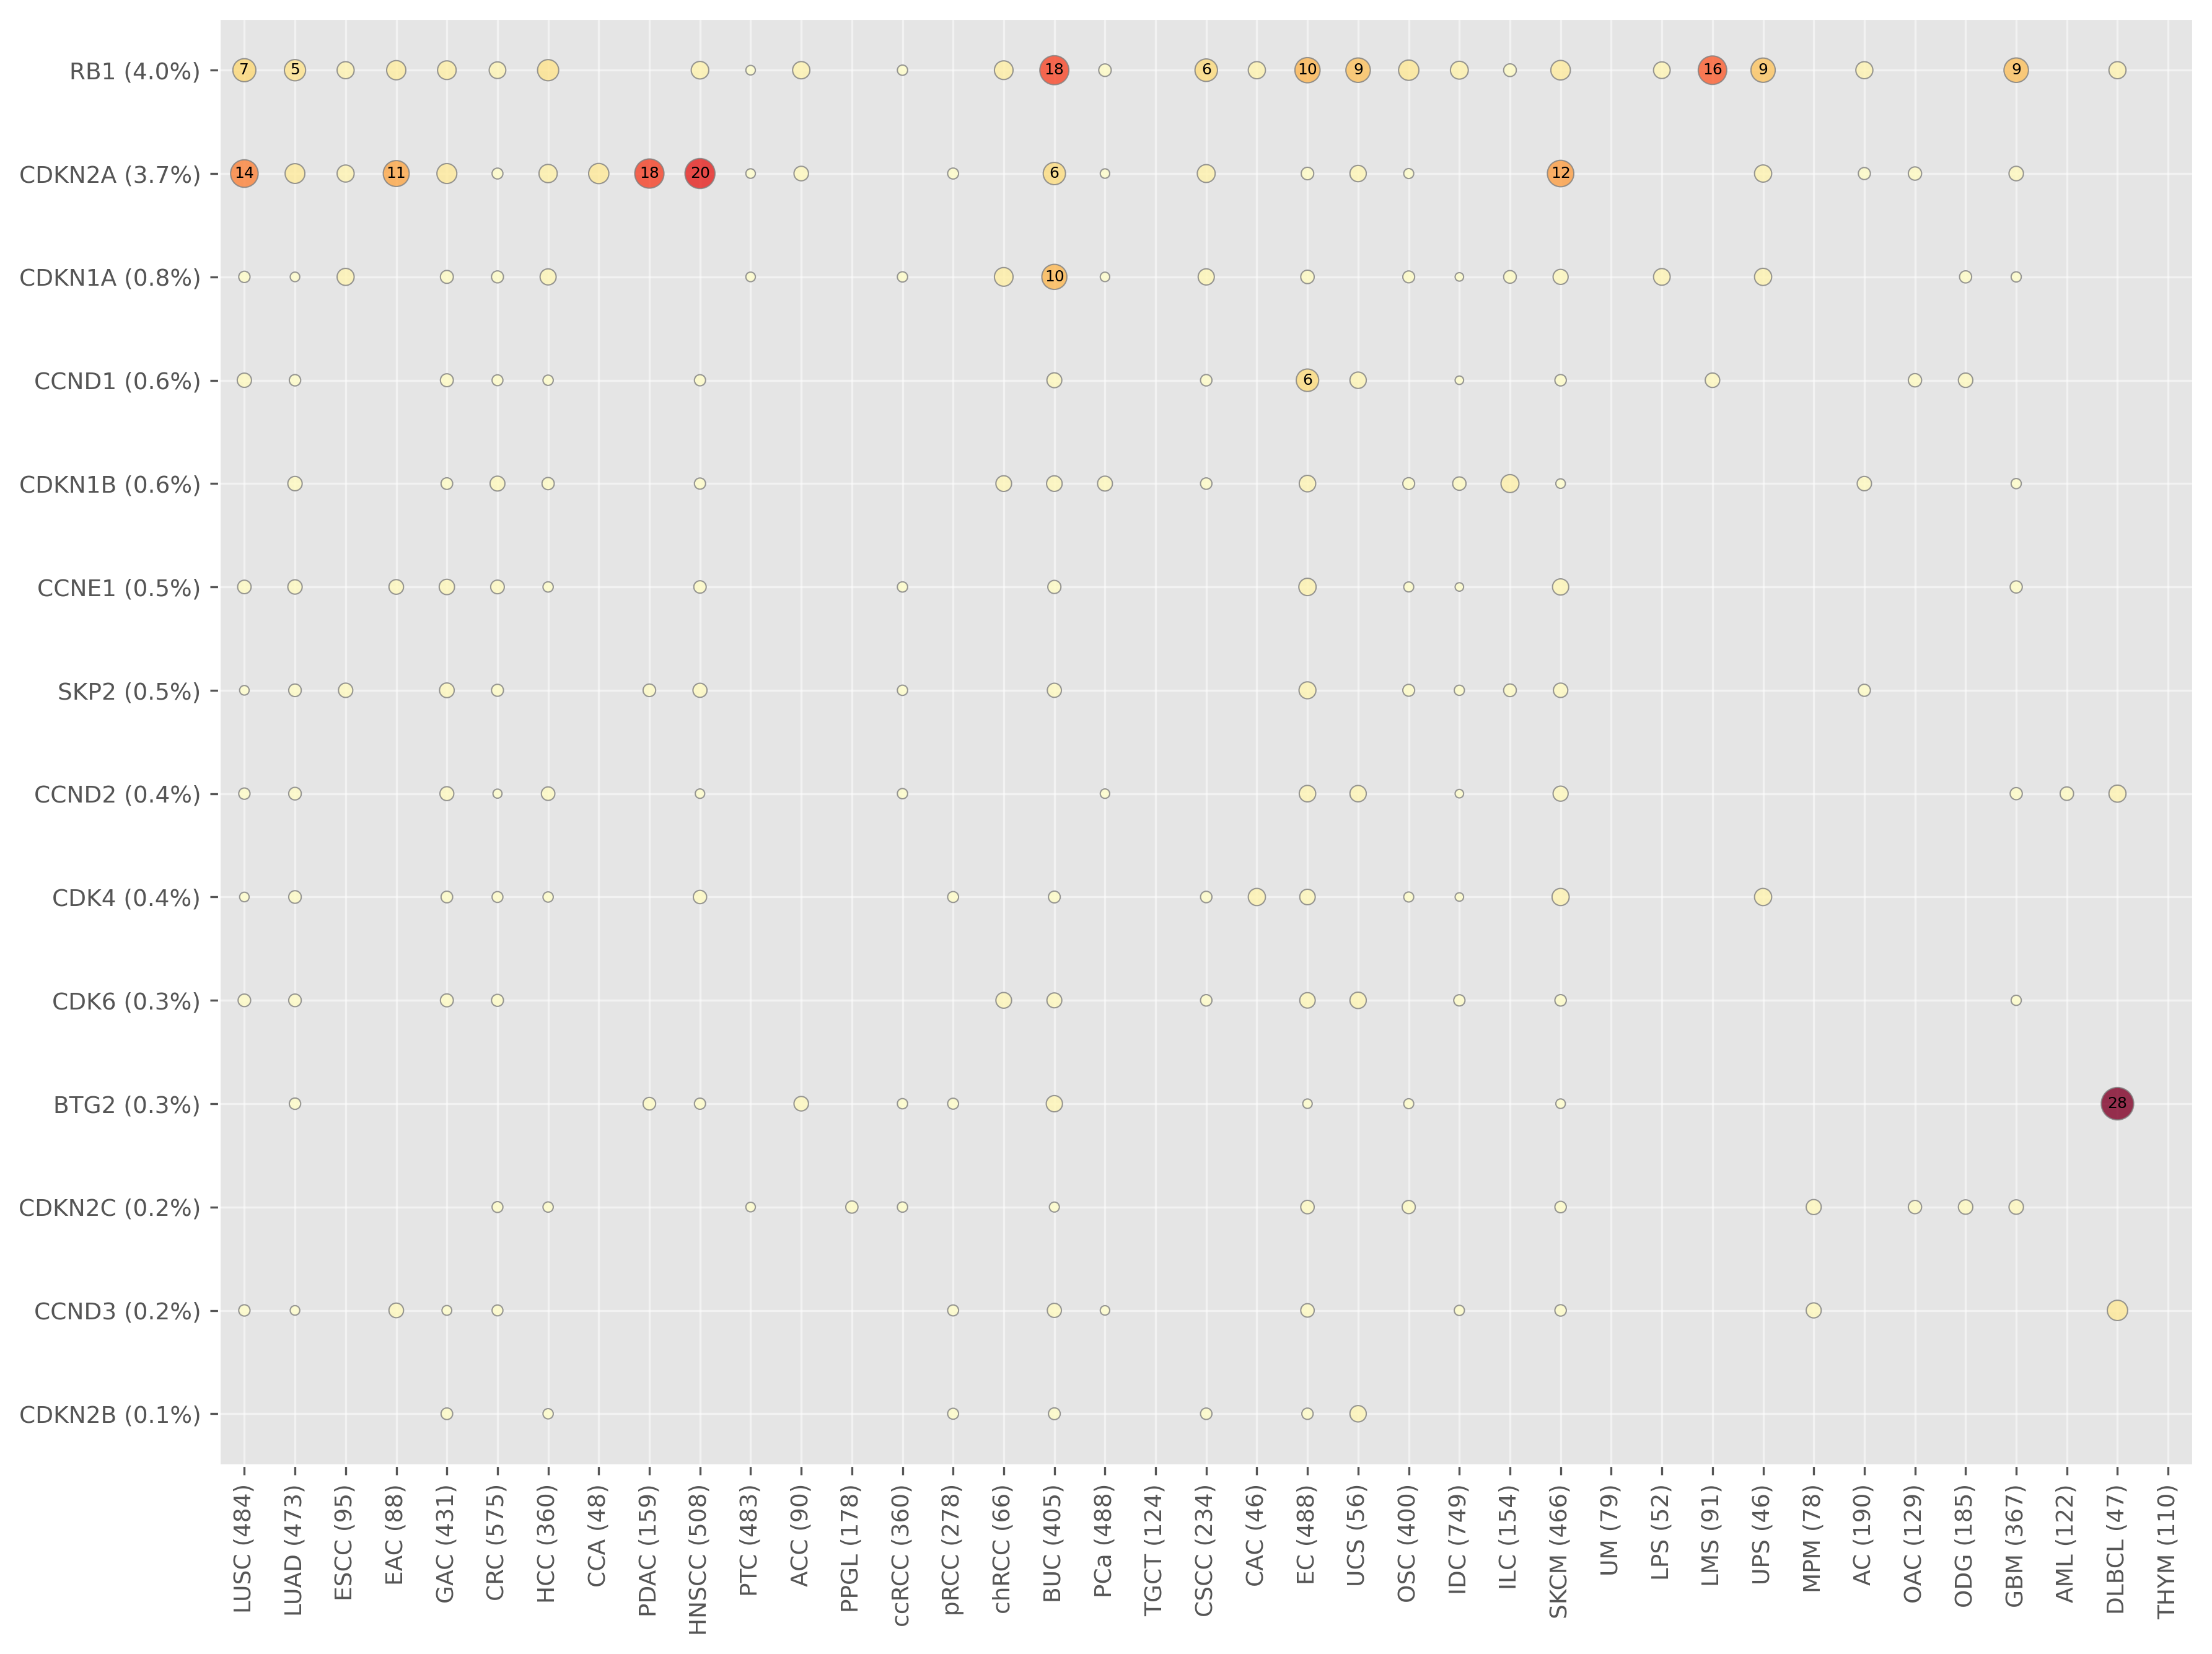 RB1 (4.0%) 7 5 18 6 10 9 16 9 9
CDKN2A (3.7%) 14 11 18 20 6 12
CDKN1A (0.8%) 10
CCND1 (0.6%) 6
CDKN1B (0.6%)
CCNE1 (0.5%)
SKP2 (0.5%)
CCND2 (0.4%)
CDK4 (0.4%)
CDK6 (0.3%)
BTG2 (0.3%) 28
CDKN2C (0.2%)
CCND3 (0.2%)
CDKN2B (0.1%)
LUSC (484)
LUAD (473)
ESCC (95)
EAC (88)
GAC (431)
CRC (575)
HCC (360)
CCA (48)
PDAC (159)
HNSCC (508)
PTC (483)
ACC (90)
PPGL (178)
ccRCC (360)
pRCC (278)
chRCC (66)
BUC (405)
PCa (488)
TGCT (124)
CSCC (234)
CAC (46)
EC (488)
UCS (56)
OSC (400)
IDC (749)
ILC (154)
SKCM (466)
UM (79)
LPS (52)
LMS (91)
UPS (46)
MPM (78)
AC (190)
OAC (129)
ODG (185)
GBM (367)
AML (122)
DLBCL (47)
THYM (110)